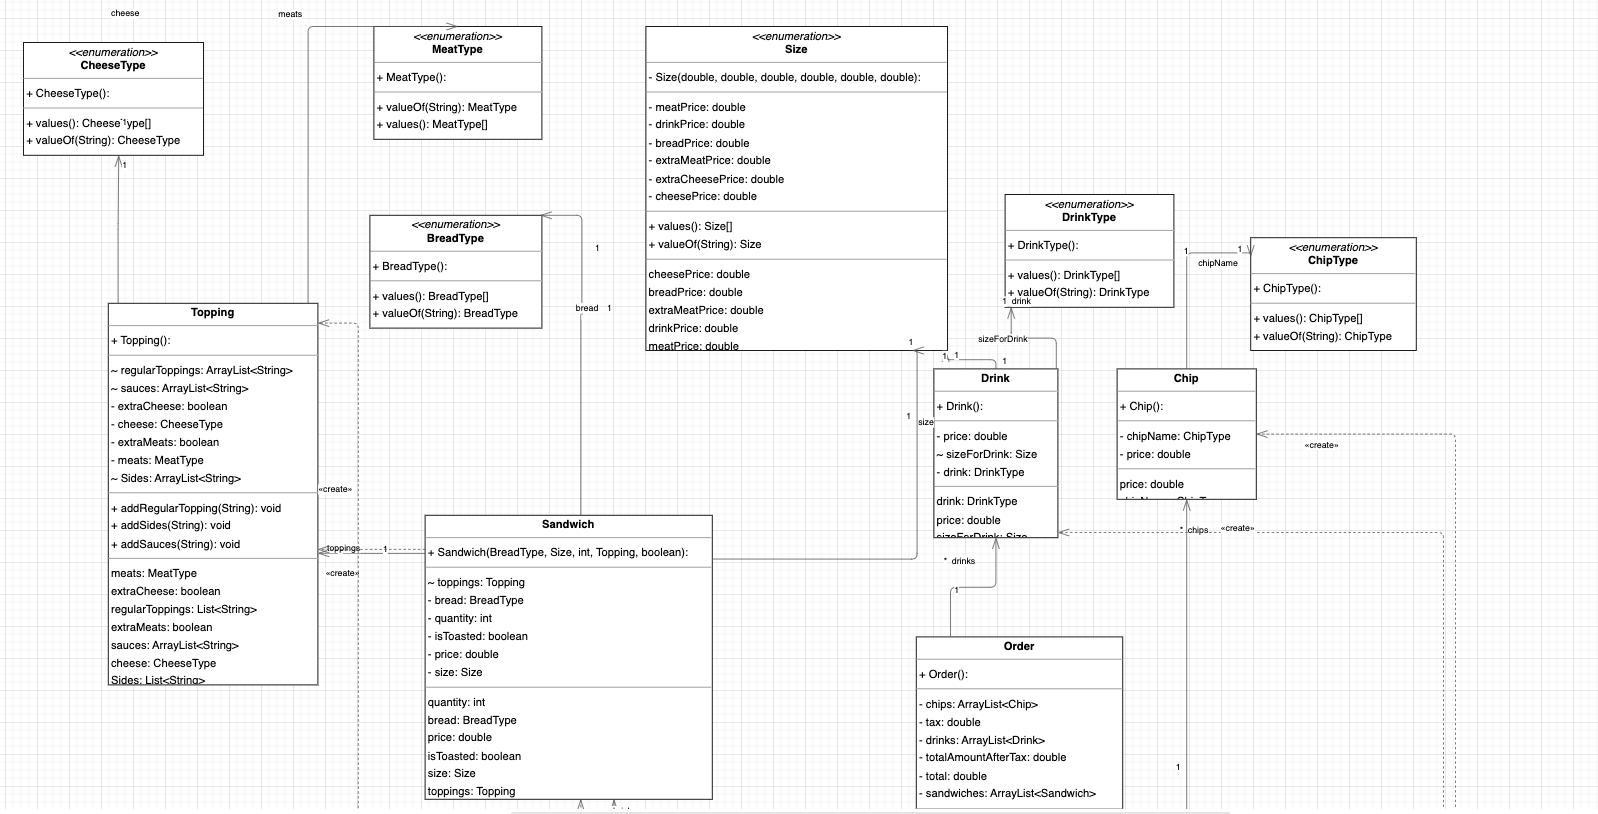 cheese
meats
<<enumeration>>
CheeseType
+ CheeseType():
+ values(): CheeseType[]
+ valueOf(String): CheeseType
1
1
<<enumeration>>
MeatType
+ MeatType():
+ valueOf(String): MeatType
+ values(): MeatType[]
<<enumeration>>
Size
- Size(double, double, double, double, double, double):
- meatPrice: double
- drinkPrice: double
- breadPrice: double
- extraMeatPrice: double
- extraCheesePrice: double
- cheesePrice: double
+ values(): Size[]
+ valueOf(String): Size
cheesePrice: double
breadPrice: double
extraMeatPrice: double
drinkPrice: double
meatPrice: double
<<enumeration>>
BreadType
+ BreadType():
+ values(): BreadType[]
+ valueOf(String): BreadType
1
bread 1
<<enumeration>>
DrinkType
+ DrinkType():
+ values(): DrinkType[]
+ valueOf(String): DrinkType
1 drink
sizeForDrink
1 1
chipName
<<enumeration>>
ChipType
+ ChipType():
+ values(): ChipType[]
+ valueOf(String): ChipType
Topping
+ Topping():
~ regularToppings: ArrayList<String>
~ sauces: ArrayList<String>
- extraCheese: boolean
- cheese: CheeseType
- extraMeats: boolean
- meats: MeatType
~ Sides: ArrayList<String>
+ addRegularTopping(String): void
+ addSides(String): void
+ addSauces(String): void
meats: MeatType
extraCheese: boolean
regularToppings: List<String>
extraMeats: boolean
sauces: ArrayList<String>
cheese: CheeseType
Sides: List<String>
«create»
toppings 1
«create»
1
1 1
1
1
size
Drink
+ Drink():
- price: double
~ sizeForDrink: Size
- drink: DrinkType
drink: DrinkType
price: double
sizeForDrink: Size
Chip
+ Chip():
- chipName: ChipType
- price: double
price: double
«create»
* chips «create»
Sandwich
+ Sandwich(BreadType, Size, int, Topping, boolean):
~ toppings: Topping
- bread: BreadType
- quantity: int
- isToasted: boolean
- price: double
- size: Size
quantity: int
bread: BreadType
price: double
isToasted: boolean
size: Size
toppings: Topping
* drinks
1
Order
+ Order():
- chips: ArrayList<Chip>
- tax: double
- drinks: ArrayList<Drink>
- totalAmountAfterTax: double
- total: double
- sandwiches: ArrayList<Sandwich>
1